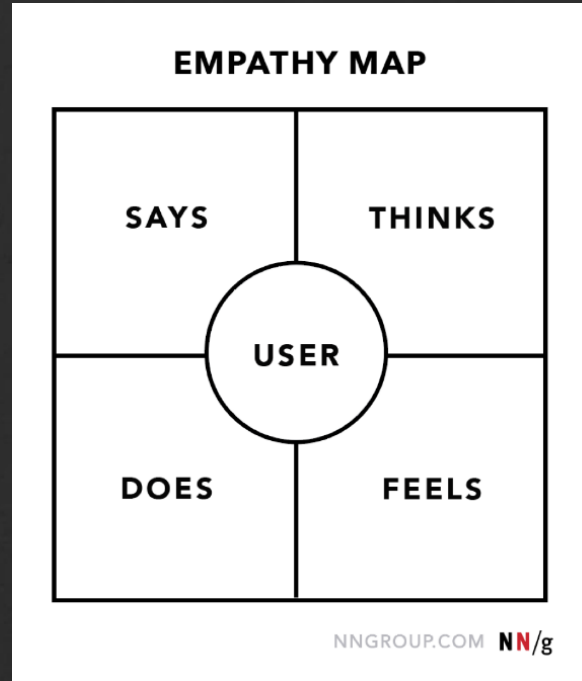 EMPATHY MAP
SAYS
THINKS
USER
DOES
FEELS
NNGROUP.COM NN/g